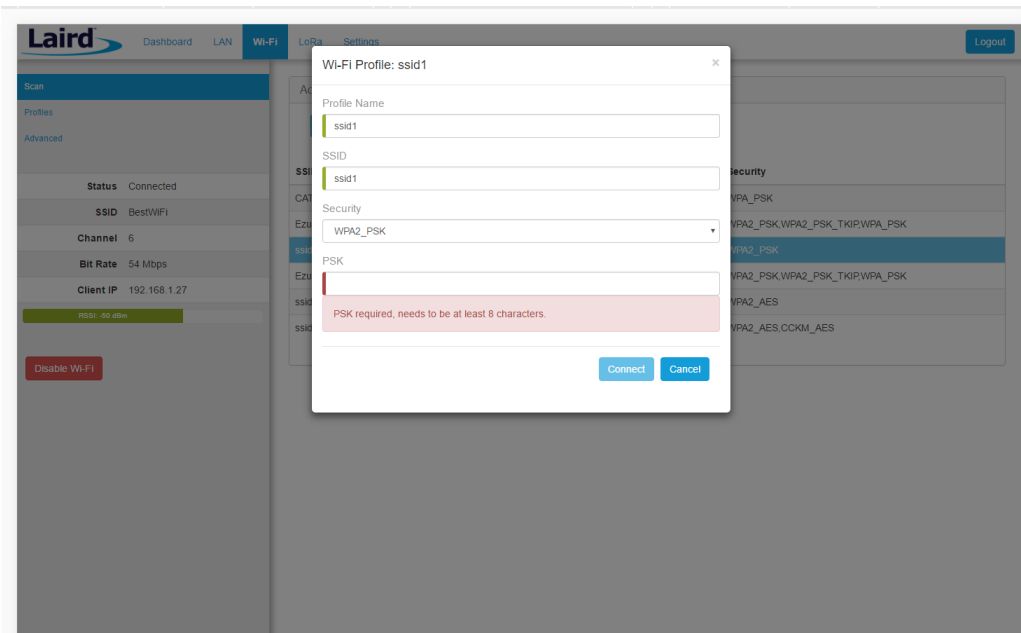 Laird
Dashboard LAN Wi-Fi LoRa Settings Logout
Scan
Profiles
Advanced
Status Connected
SSID BestWiFi
Channel 6
Bit Rate 54 Mbps
Client IP 192.168.1.27
RSSI: -50 dBm
Disable Wi-Fi
Wi-Fi Profile: ssid1 ×
Profile Name
ssid1
SSID
ssid1
Security
WPA2_PSK
PSK
PSK required, needs to be at least 8 characters.
Connect Cancel
Security
WPA_PSK
WPA2_PSK,WPA2_PSK_TKIP,WPA_PSK
WPA2_PSK
WPA2_PSK,WPA2_PSK_TKIP,WPA_PSK
WPA2_AES
WPA2_AES,CCKM_AES